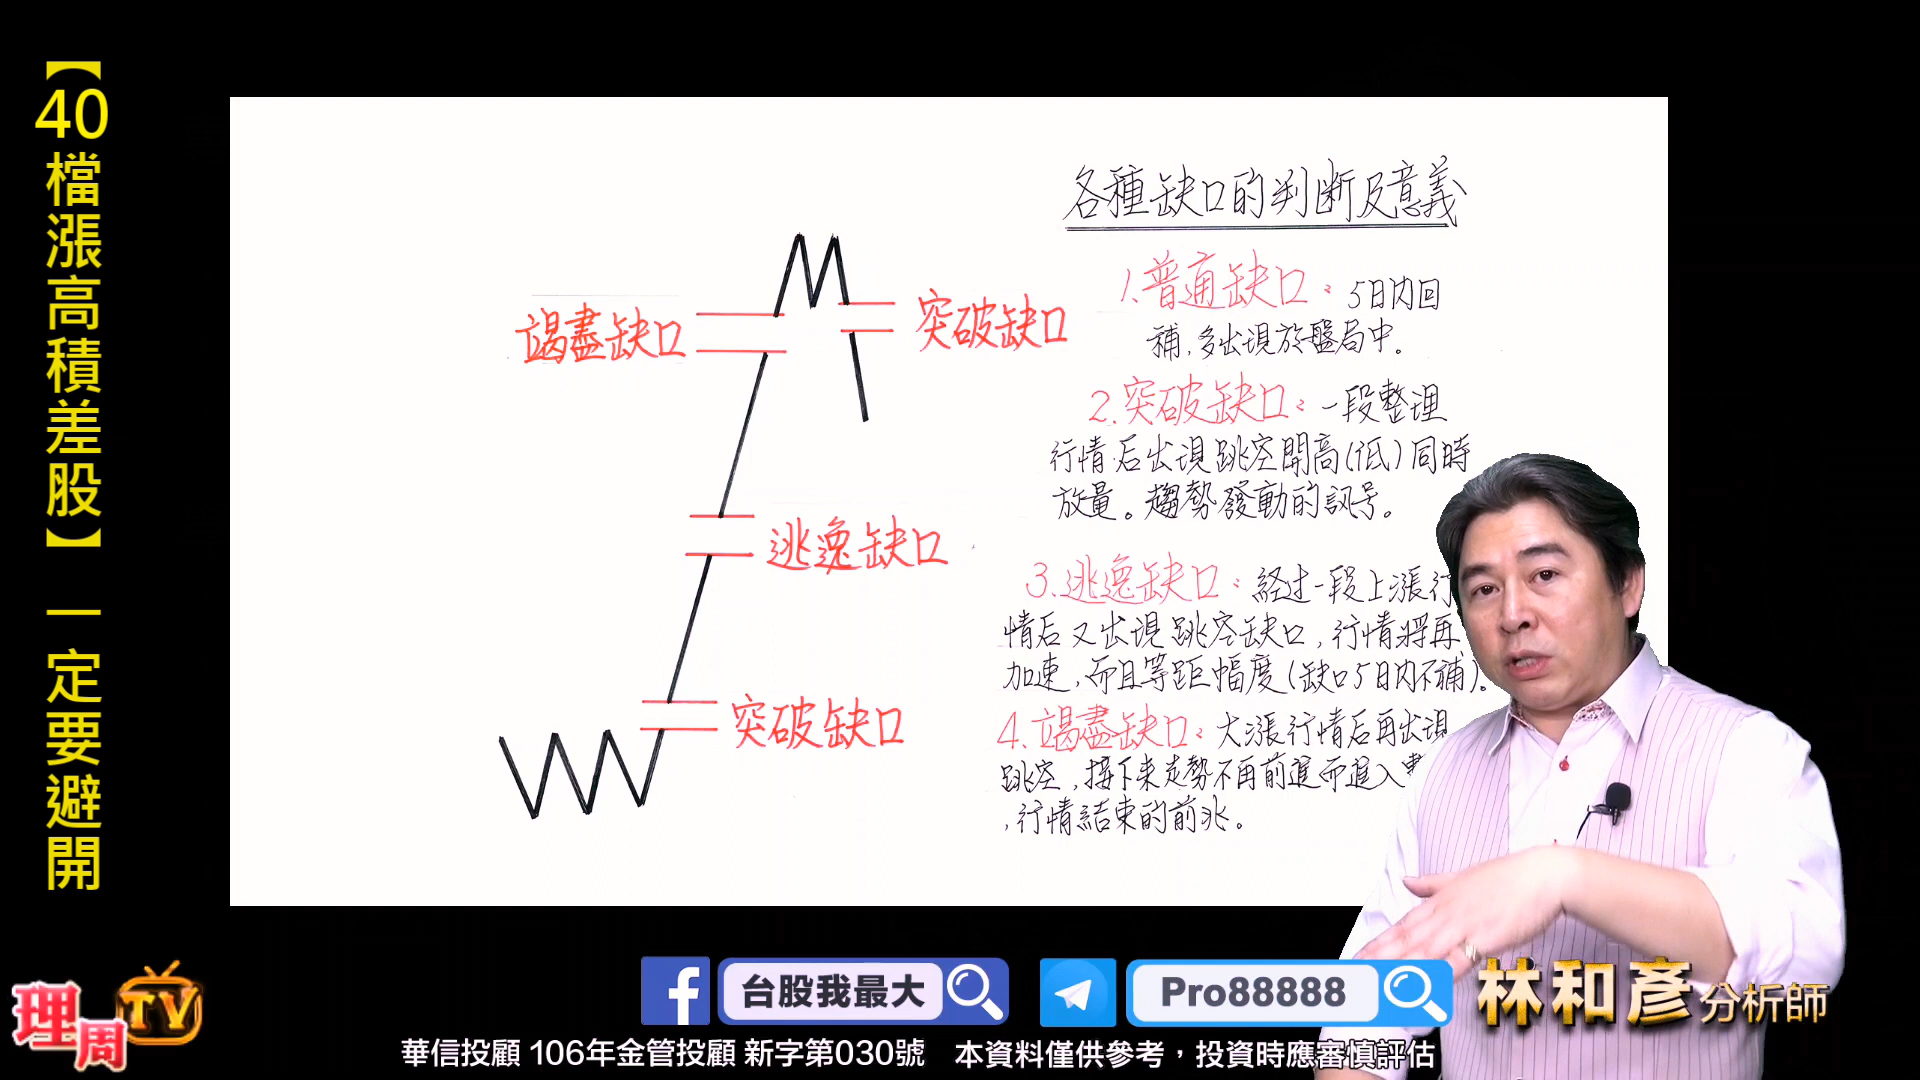 【40檔漲高積差股】一定要避開
各種缺口的判断及意義
1.普通缺口：5日内回
補，多出現於盤局中。
2.突破缺口：一段整理
行情后出現跳空開高(低)同時
放量。趨勢發動的訊号。
3.逃逸缺口：経过一段上漲行
情后又出現跳空缺口，行情將再
加速，而且等距幅度(缺口5日内不補)。
4.竭盡缺口：大漲行情后再出現
跳空，接下来走勢不再前進而進入
，行情結束的前兆。
竭盡缺口
突破缺口
逃逸缺口
突破缺口
理周TV
台股我最大
Pro88888
林和彥分析師
華信投顧 106年金管投顧 新字第030號 本資料僅供參考，投資時應審慎評估